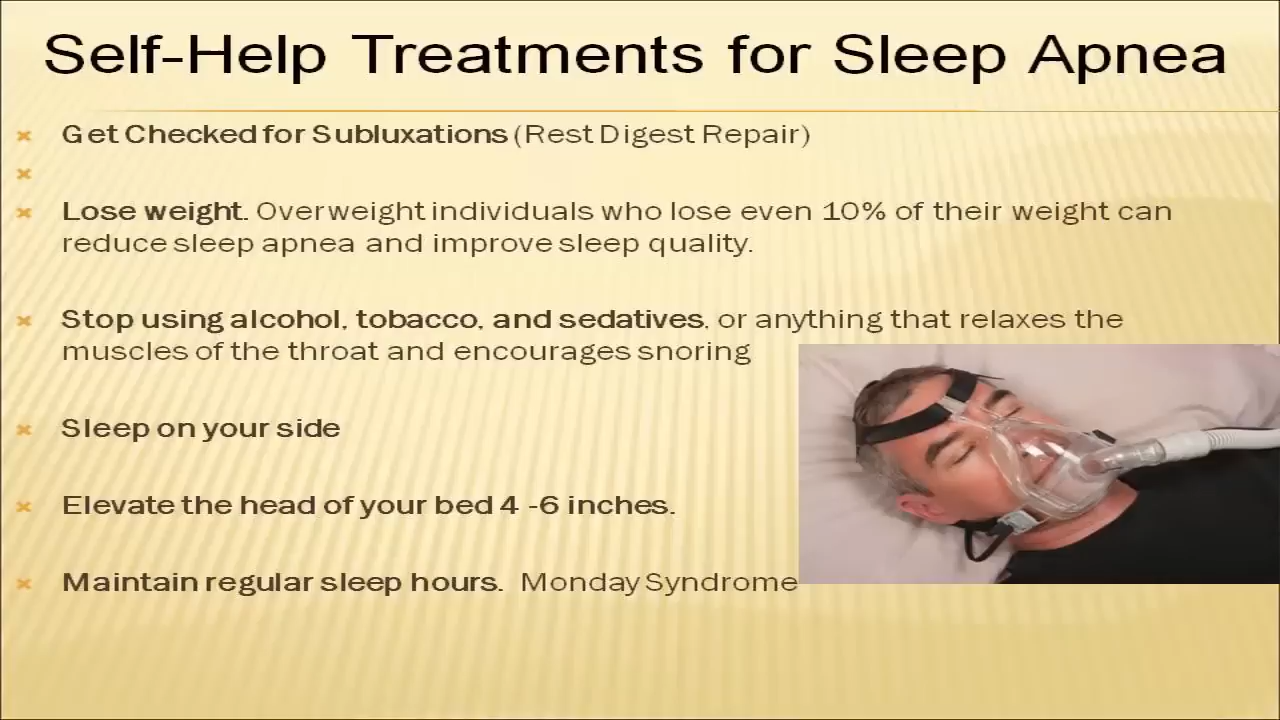 Self-Help Treatments for Sleep Apnea
Get Checked for Subluxations (Rest Digest Repair)
Lose weight. Overweight individuals who lose even 10% of their weight can
reduce sleep apnea and improve sleep quality.
Stop using alcohol, tobacco, and sedatives, or anything that relaxes the
muscles of the throat and encourages snoring
Sleep on your side
Elevate the head of your bed 4 -6 inches.
Maintain regular sleep hours. Monday Syndrome